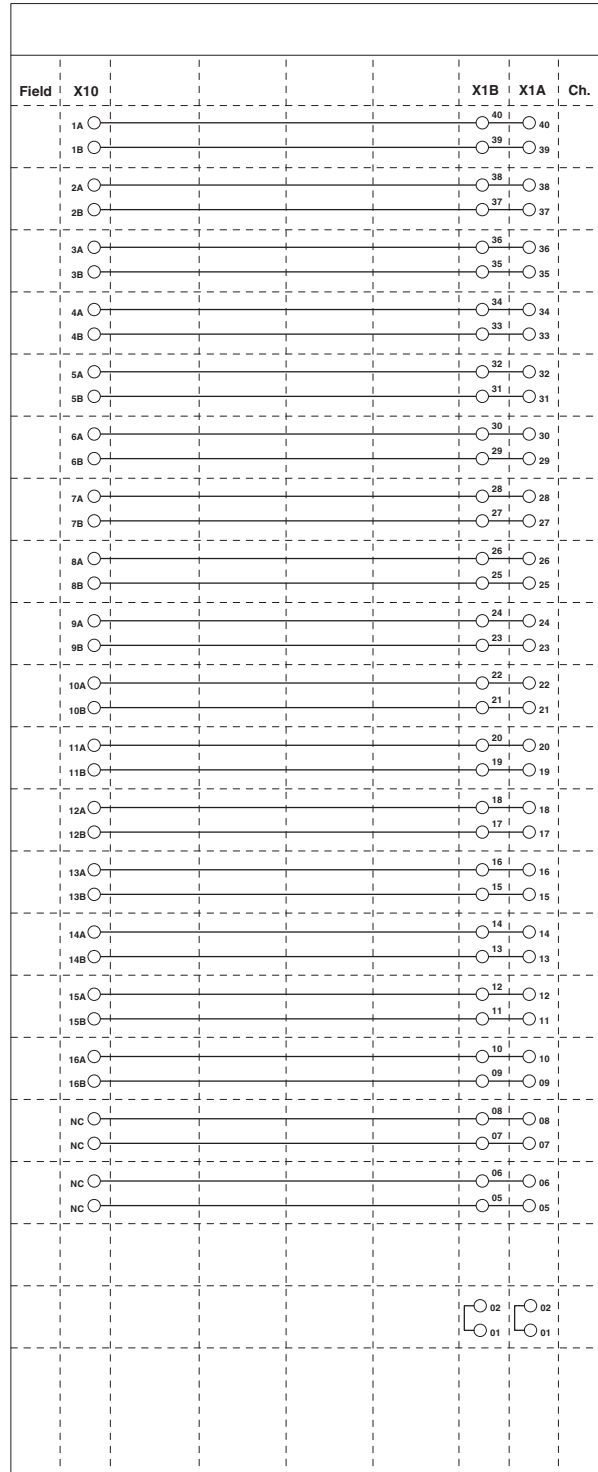 Field X10 X1B X1A Ch.
1A 40 40
1B 39 39
2A 38 38
2B 37 37
3A 36 36
3B 35 35
4A 34 34
4B 33 33
5A 32 32
5B 31 31
6A 30 30
6B 29 29
7A 28 28
7B 27 27
8A 26 26
8B 25 25
9A 24 24
9B 23 23
10A 22 22
10B 21 21
11A 20 20
11B 19 19
12A 18 18
12B 17 17
13A 16 16
13B 15 15
14A 14 14
14B 13 13
15A 12 12
15B 11 11
16A 10 10
16B 09 09
NC 08 08
NC 07 07
NC 06 06
NC 05 05
02 02
01 01